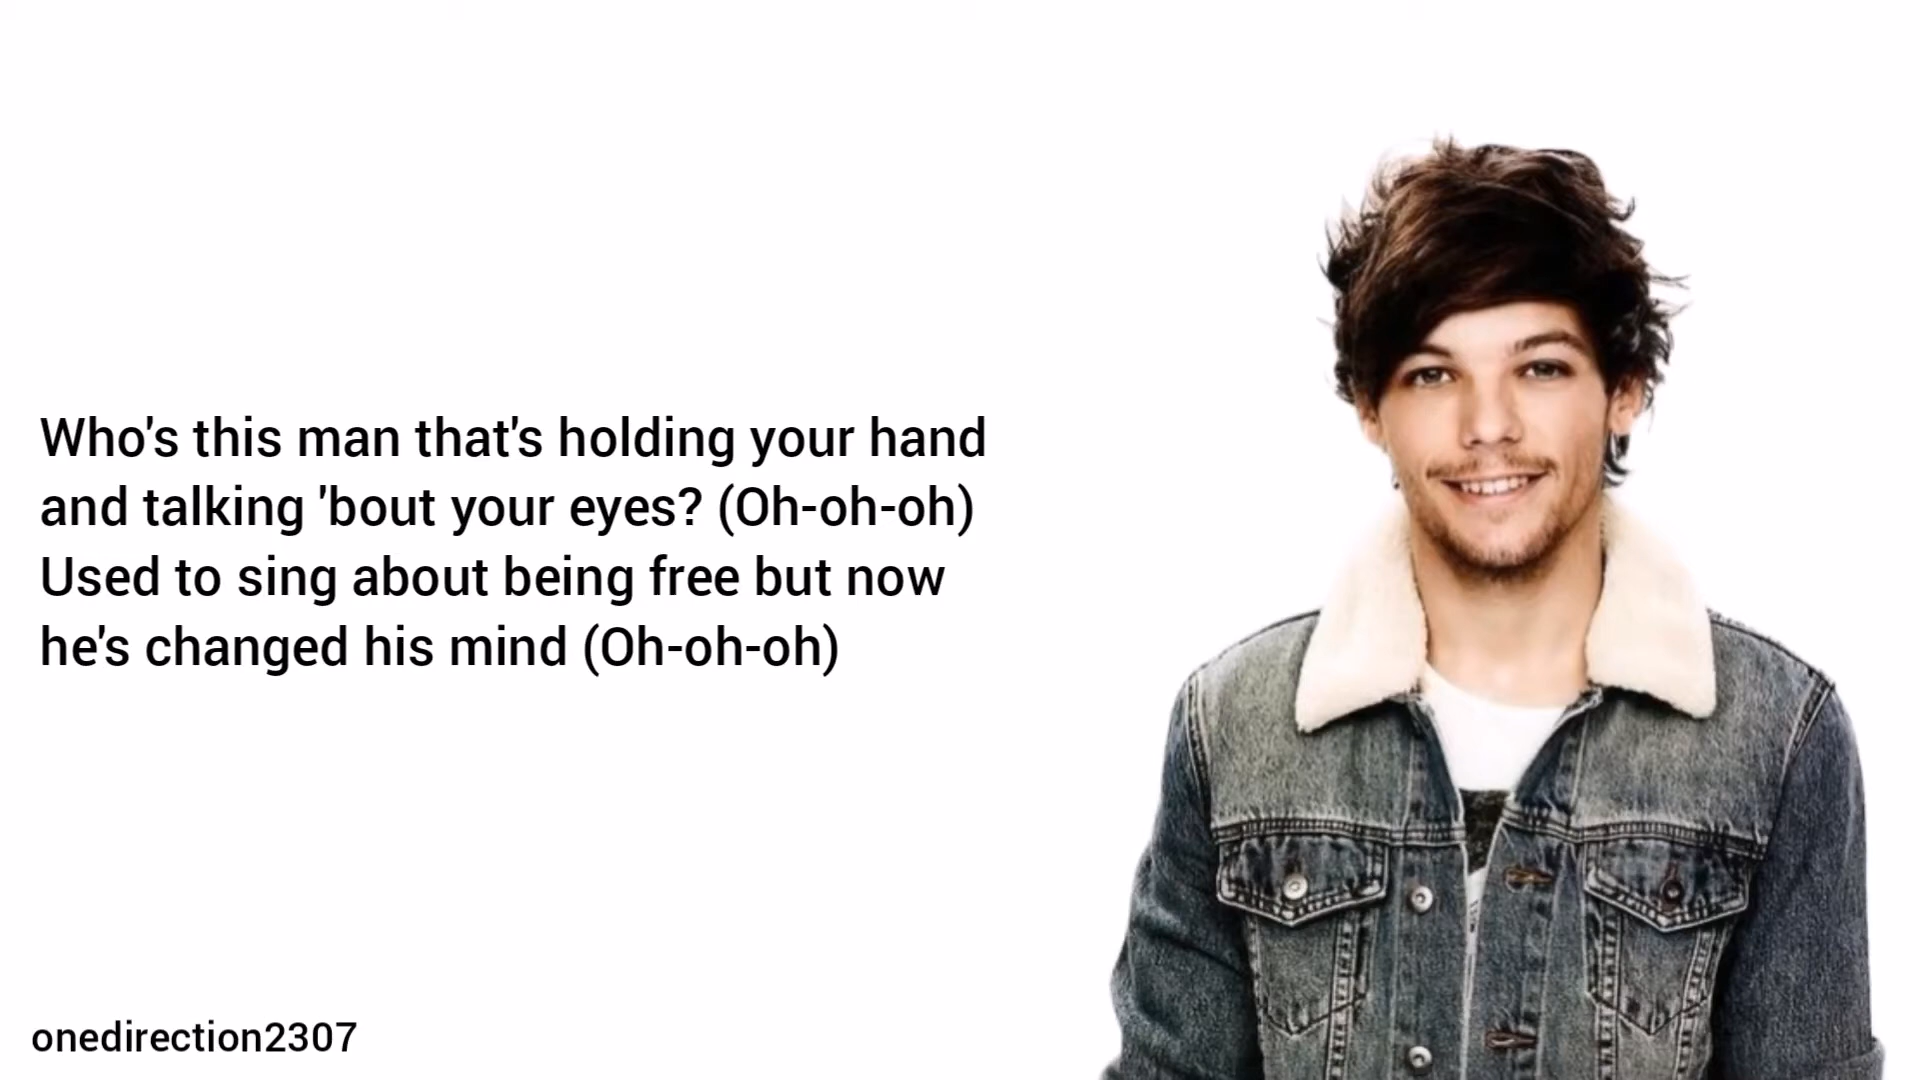 Who's this man that's holding your hand
and talking 'bout your eyes? (Oh-oh-oh)
Used to sing about being free but now
he's changed his mind (Oh-oh-oh)
onedirection2307